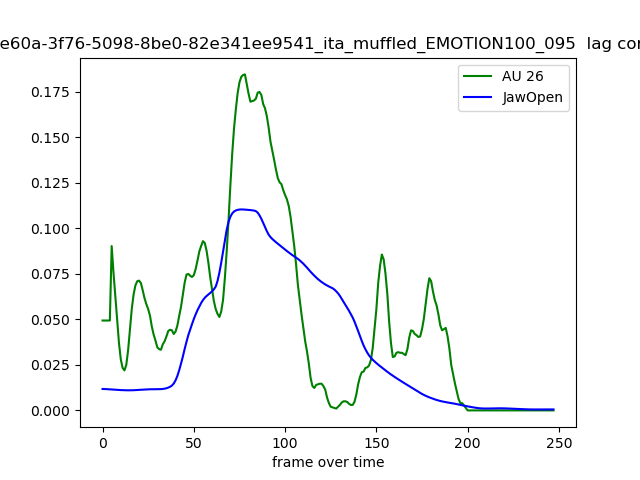 e60a-3f76-5098-8be0-82e341ee9541_ita_muffled_EMOTION100_095 lag
AU 26
JawOpen
0.175
0.150
0.125
0.100
0.075
0.050
0.025
0.000
0 50 100 150 200 250
frame over time